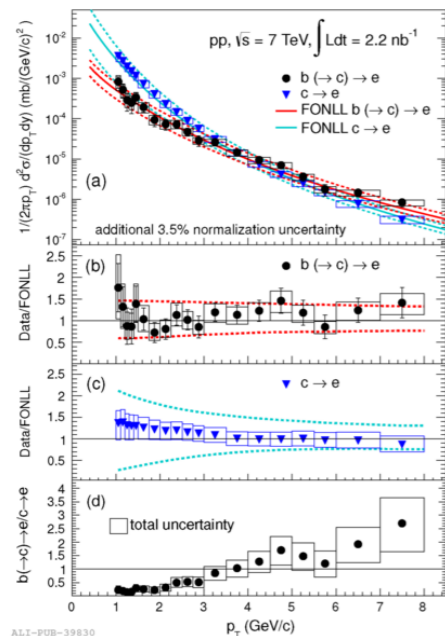 pp, √s = 7 TeV, ∫Ldt = 2.2 nb⁻¹
b (→ c) → e
c → e
FONLL b (→ c) → e
FONLL c → e
10⁻²
10⁻³
10⁻⁴
10⁻⁵
10⁻⁶
10⁻⁷
1/(2πp_T) d²σ/(dp_Tdy) (mb/(GeV/c)²)
(a)
additional 3.5% normalization uncertainty
2.5
2
1.5
1
0.5
Data/FONLL
(b)
b (→ c) → e
2.5
2
1.5
1
0.5
Data/FONLL
(c)
c → e
4
3.5
3
2.5
2
1.5
1
0.5
b(→c)→e/c→e
(d)
total uncertainty
0 1 2 3 4 5 6 7 8
p_T (GeV/c)
ALI-PUB-39830